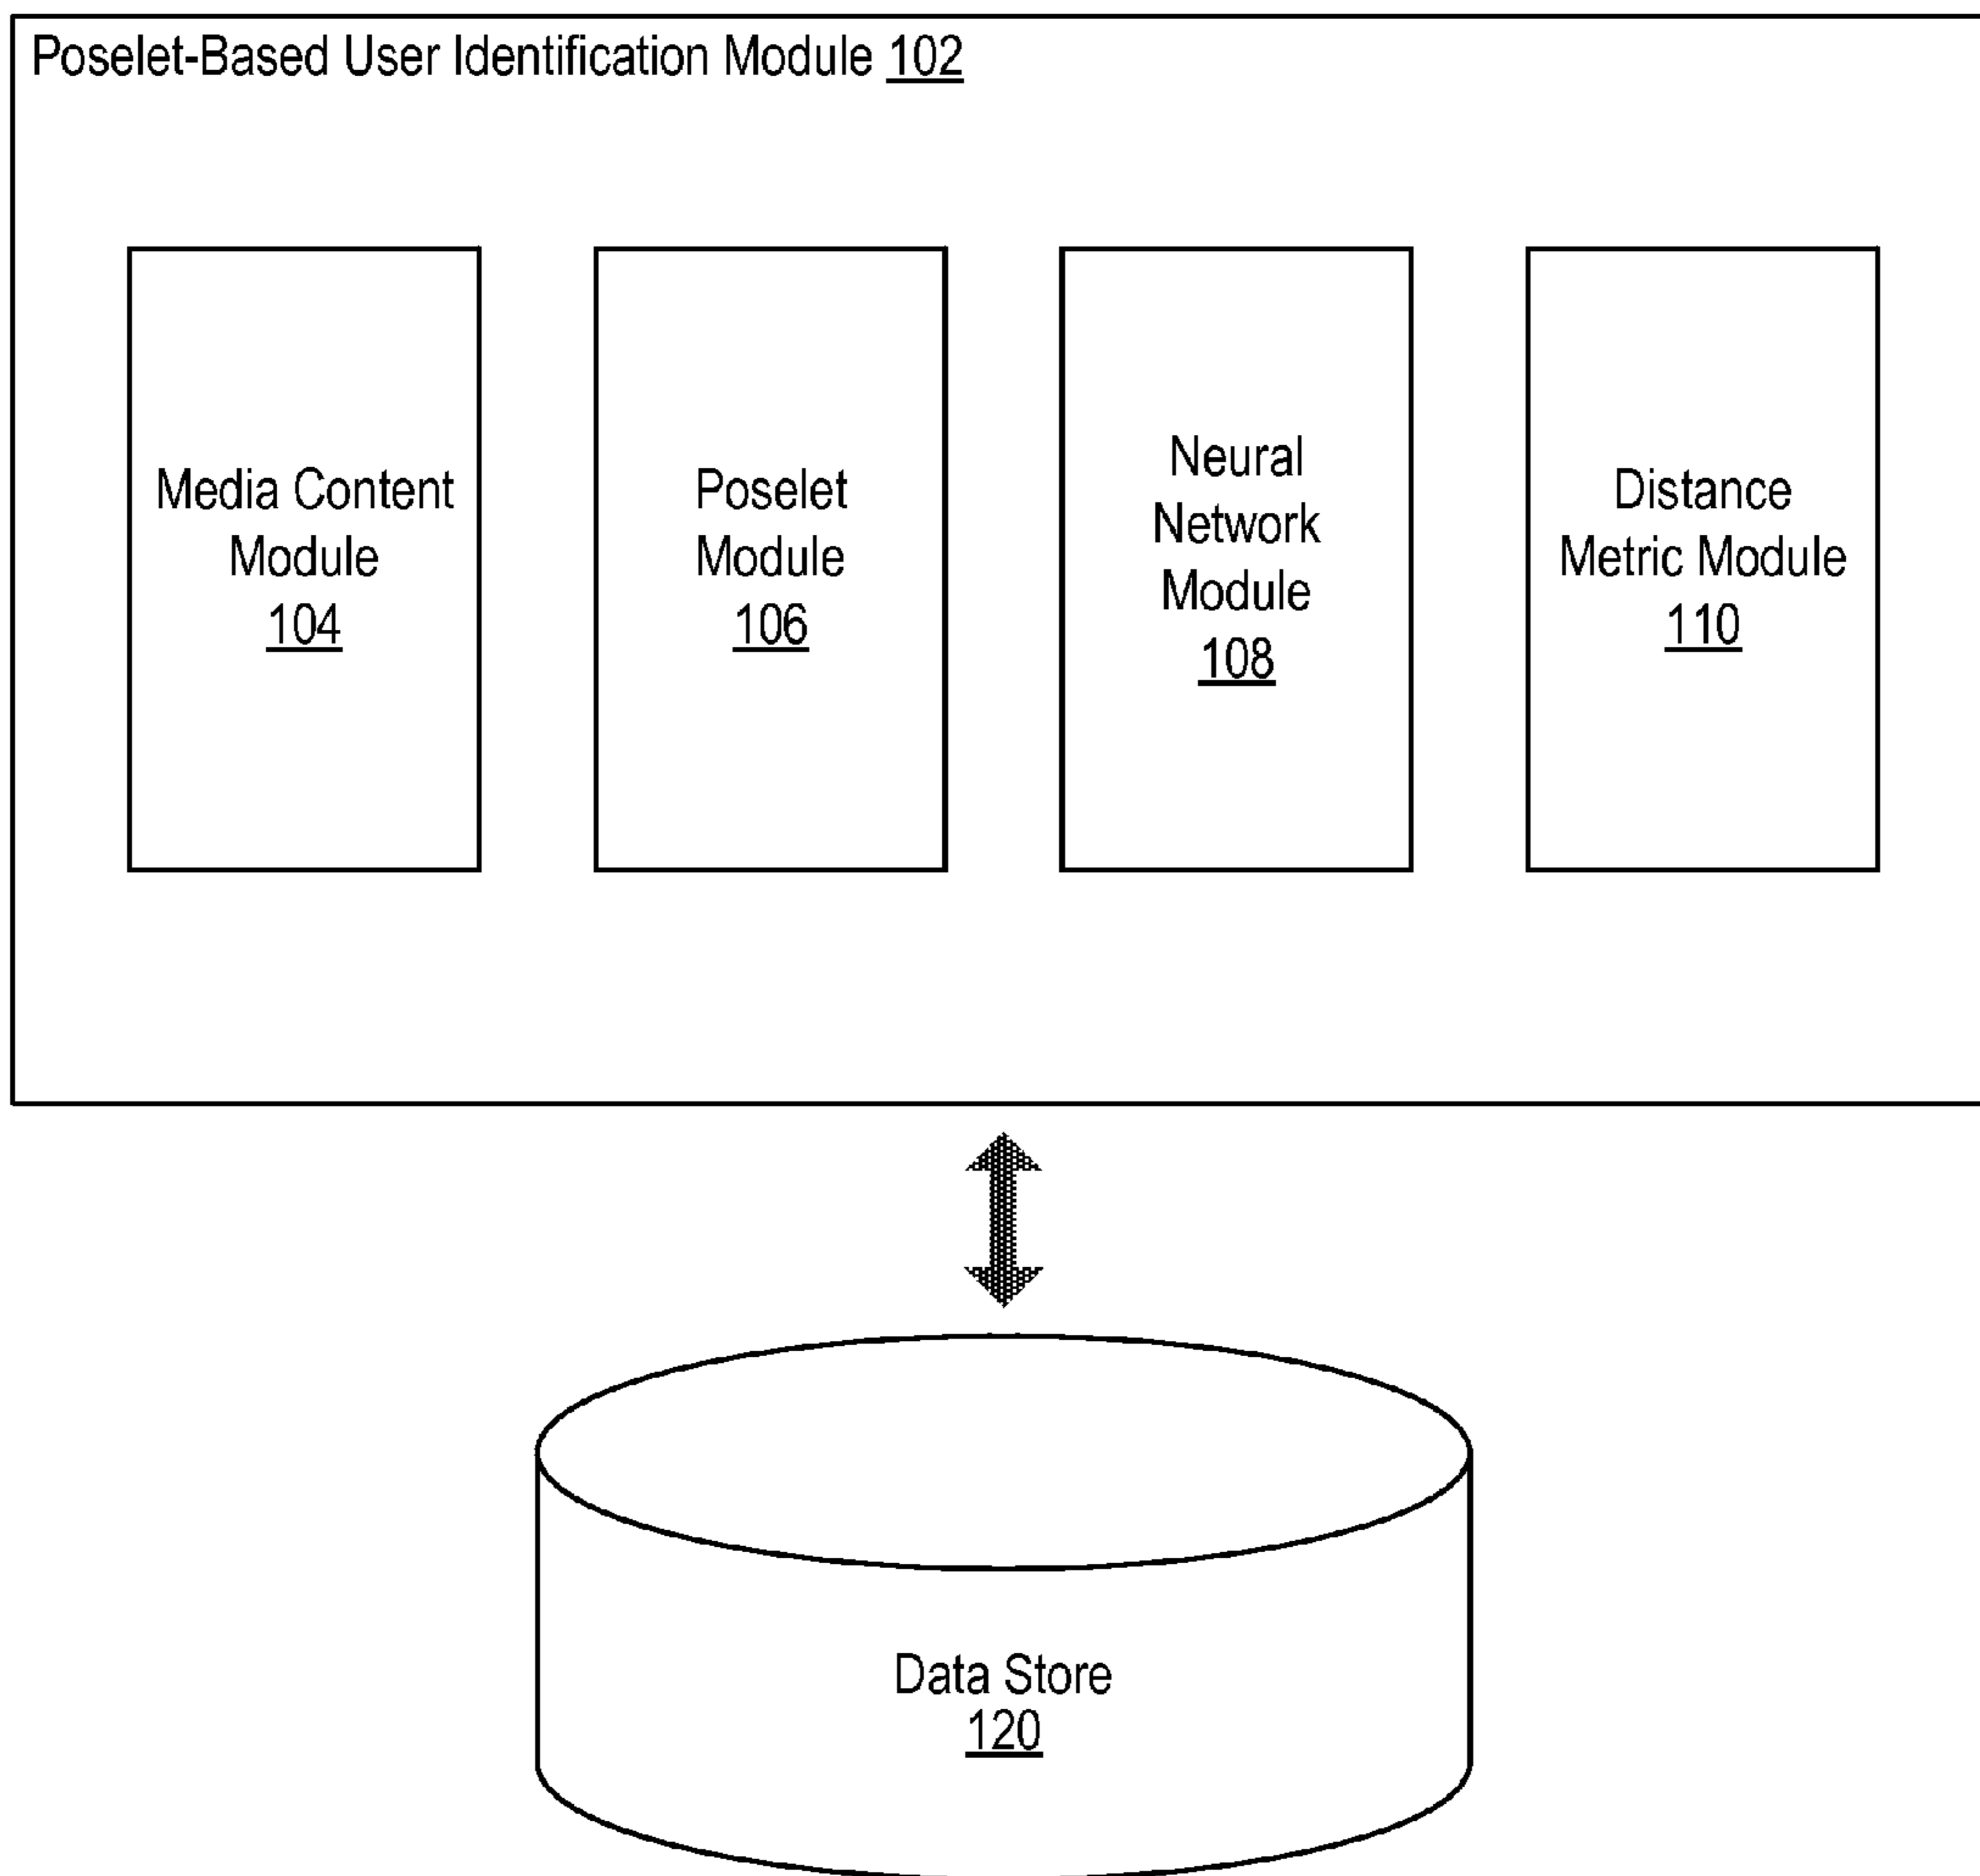 Poselet-Based User Identification Module 102
Media Content
Module
104
Poselet
Module
106
Neural
Network
Module
108
Distance
Metric Module
110
Data Store
120